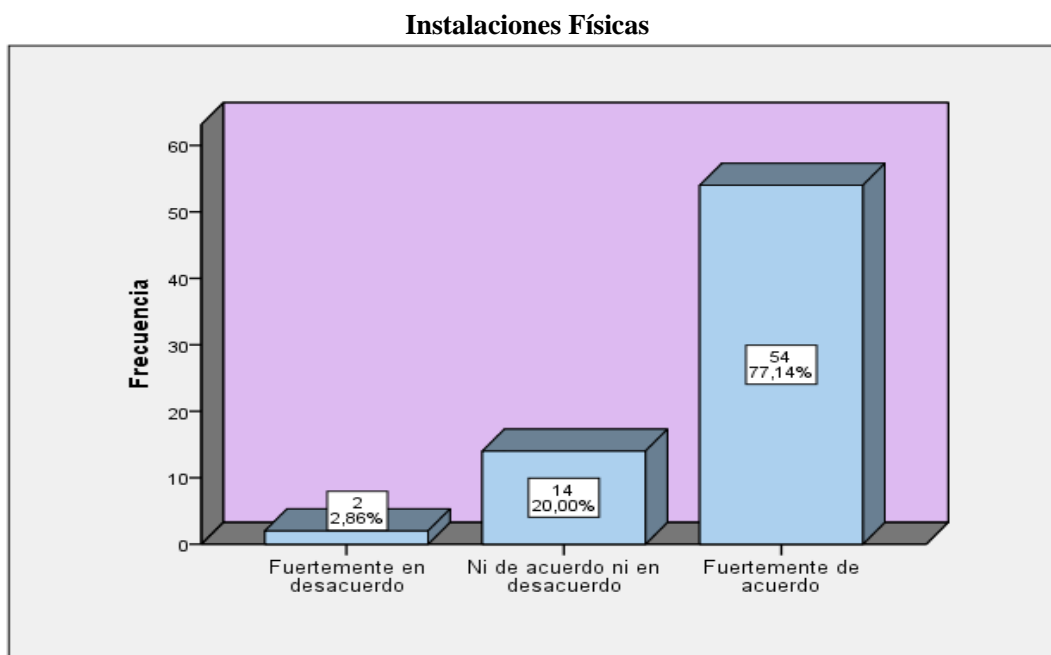 Instalaciones Físicas
60
50
40
30
20
10
0
Frecuencia
2
2,86%
14
20,00%
54
77,14%
Fuertemente en
desacuerdo
Ni de acuerdo ni en
desacuerdo
Fuertemente de
acuerdo